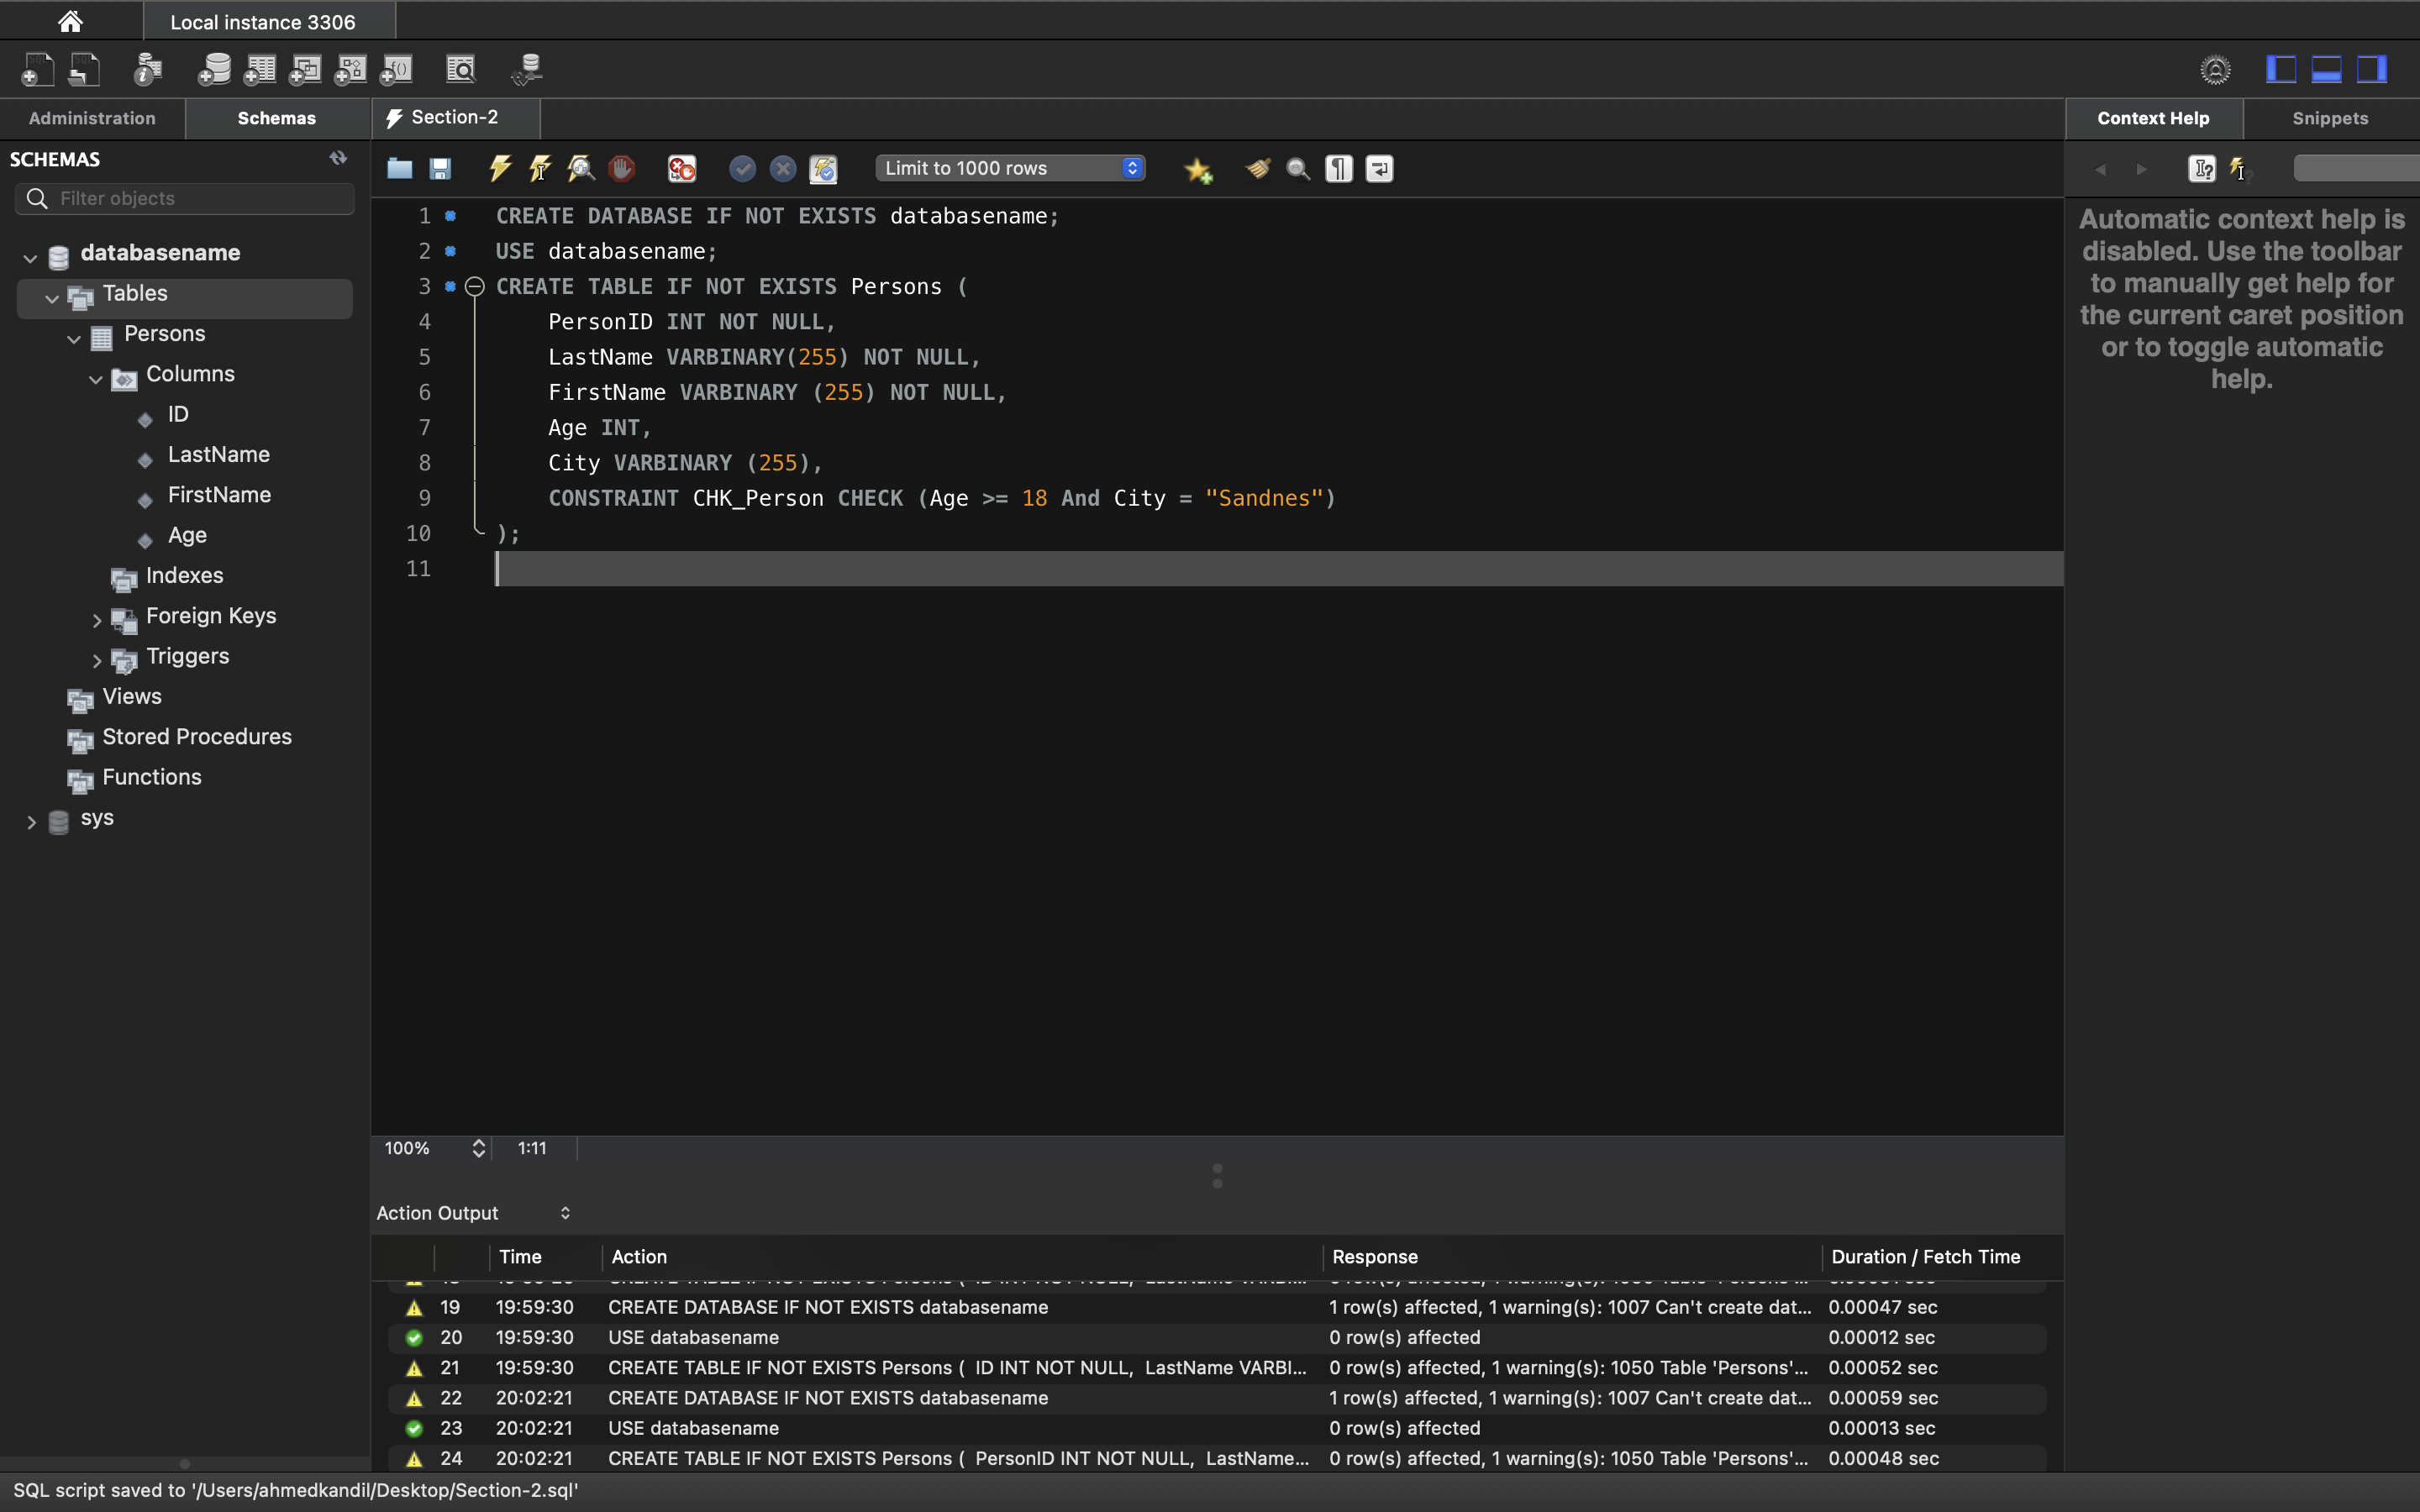 Local instance 3306
Administration
Schemas
Section-2
Context Help
Snippets
SCHEMAS
Filter objects
Limit to 1000 rows
databasename
Tables
Persons
Columns
ID
LastName
FirstName
Age
Indexes
Foreign Keys
Triggers
Views
Stored Procedures
Functions
sys
1 CREATE DATABASE IF NOT EXISTS databasename;
2 USE databasename;
3 CREATE TABLE IF NOT EXISTS Persons (
4 PersonID INT NOT NULL,
5 LastName VARBINARY(255) NOT NULL,
6 FirstName VARBINARY (255) NOT NULL,
7 Age INT,
8 City VARBINARY (255),
9 CONSTRAINT CHK_Person CHECK (Age >= 18 And City = "Sandnes")
10 );
11
Automatic context help is
disabled. Use the toolbar
to manually get help for
the current caret position
or to toggle automatic
help.
100% 1:11
Action Output
Time Action Response Duration / Fetch Time
19 19:59:30 CREATE DATABASE IF NOT EXISTS databasename 1 row(s) affected, 1 warning(s): 1007 Can't create dat... 0.00047 sec
20 19:59:30 USE databasename 0 row(s) affected 0.00012 sec
21 19:59:30 CREATE TABLE IF NOT EXISTS Persons ( ID INT NOT NULL, LastName VARBI... 0 row(s) affected, 1 warning(s): 1050 Table 'Persons'... 0.00052 sec
22 20:02:21 CREATE DATABASE IF NOT EXISTS databasename 1 row(s) affected, 1 warning(s): 1007 Can't create dat... 0.00059 sec
23 20:02:21 USE databasename 0 row(s) affected 0.00013 sec
24 20:02:21 CREATE TABLE IF NOT EXISTS Persons ( PersonID INT NOT NULL, LastName... 0 row(s) affected, 1 warning(s): 1050 Table 'Persons'... 0.00048 sec
SQL script saved to '/Users/ahmedkandil/Desktop/Section-2.sql'